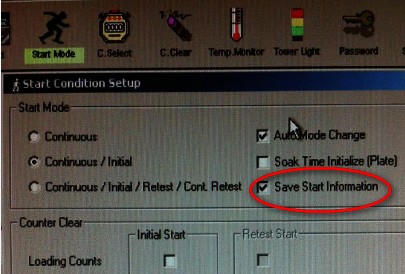 Start Mode C.Select C.Clear Temp.Monitor Tower Light Password
Start Condition Setup
Start Mode
Continuous Auto Mode Change
Continuous / Initial Soak Time Initialize (Plate)
Continuous / Initial / Retest / Cont. Retest Save Start Information
Counter Clear
Initial Start Retest Start
Loading Counts